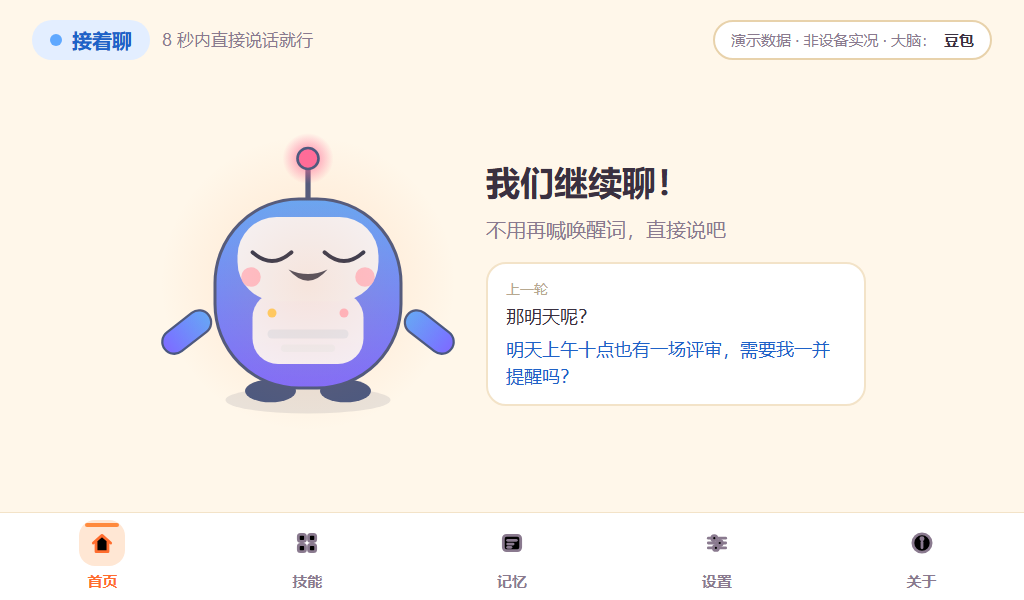 接着聊 8 秒内直接说话就行
演示数据 · 非设备实况 · 大脑： 豆包
我们继续聊！
不用再喊唤醒词，直接说吧
上一轮
那明天呢？
明天上午十点也有一场评审，需要我一并
提醒吗？
首页 技能 记忆 设置 关于